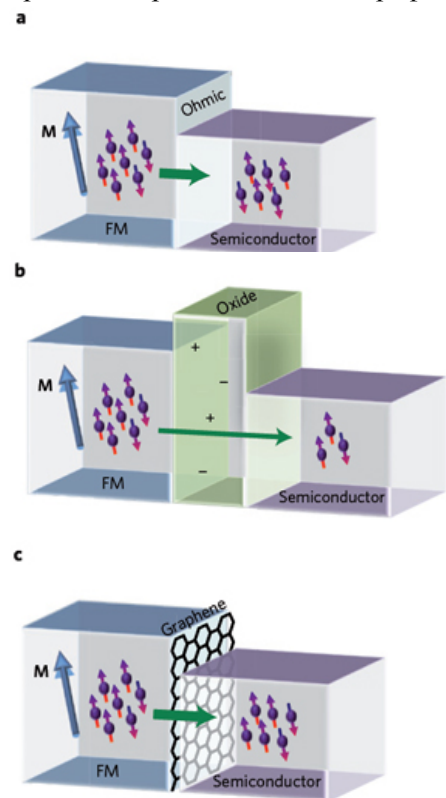 a
Ohmic
M
FM
Semiconductor
b
Oxide
+
−
M
+
−
FM
Semiconductor
c
Graphene
M
FM
Semiconductor